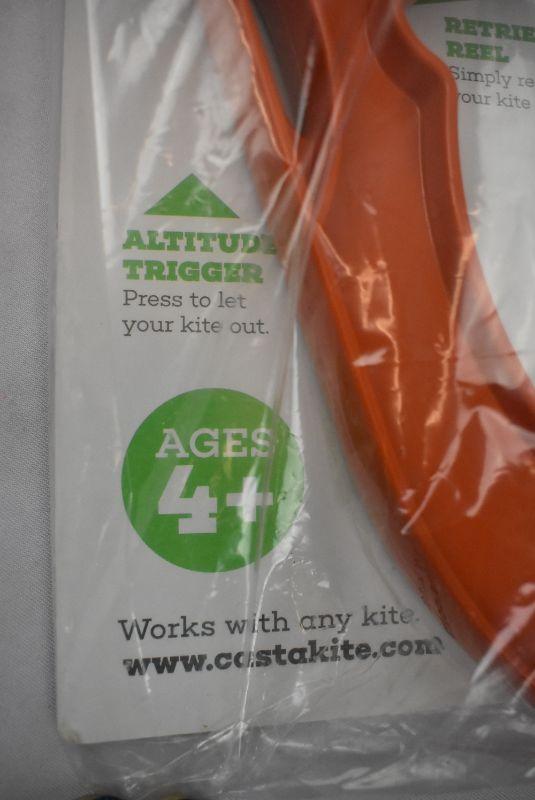 RETRIE
REEL
Simply re
your kite
ALTITUDE
TRIGGER
Press to let
your kite out.
AGES
4+
Works with any kite.
www.castakite.com